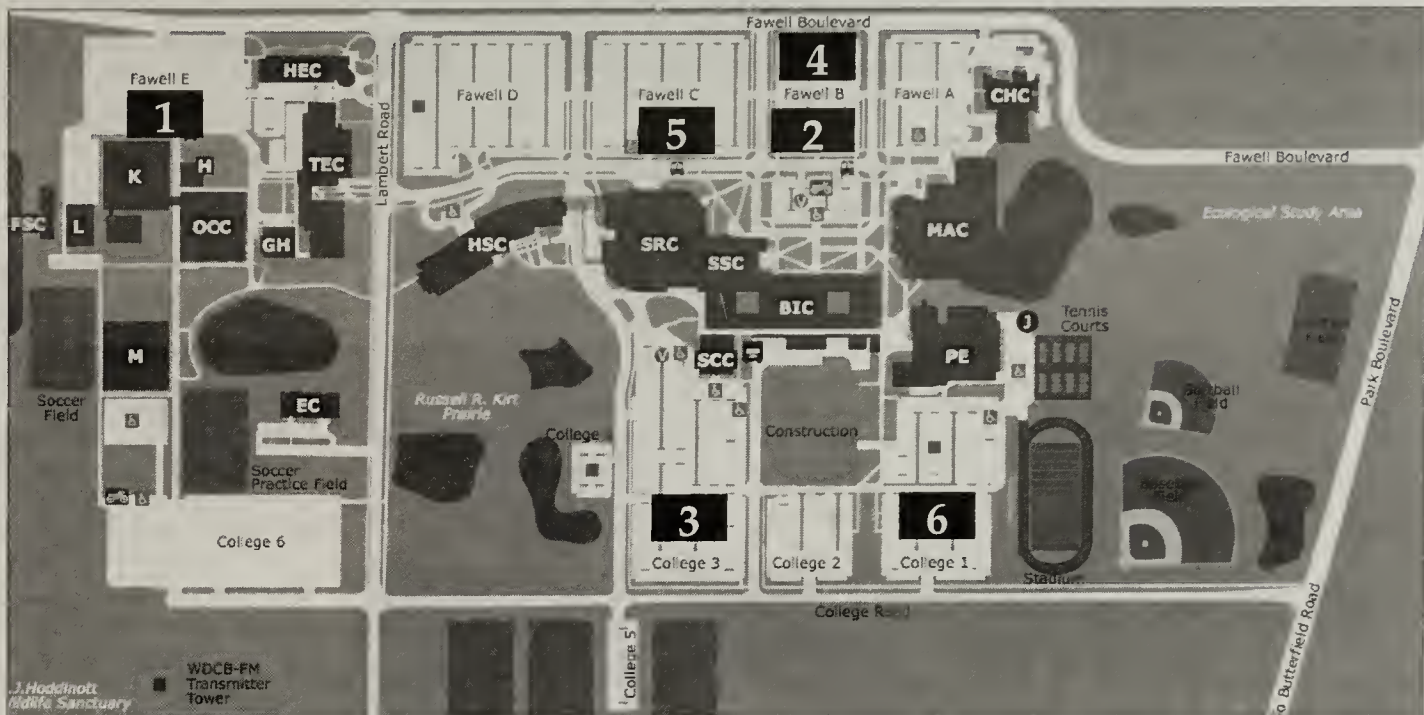 Fawell Boulevard
HEC
4
Fawell E
Fawell D
Fawell C
Fawell B
Fawell A
CHC
1
5
2
Lambert Road
K
H
TEC
Fawell Boulevard
FSC
L
OCC
GH
HSC
SRC
SSC
MAC
Ecological Study Area
V
BIC
Tennis
Courts
J
M
V
SCC
PE
Park Boulevard
Soccer
Field
EC
Russell R. Kirt
Prairie
Softball
Field
College
Construction
Soccer
Practice Field
Baseball
Field
College 6
3
6
College 3
College 2
College 1
Stadium
College Road
College 5
Butterfield Road
WDCB-FM
Transmitter
Tower
J.Hoddinott
Sanctuary